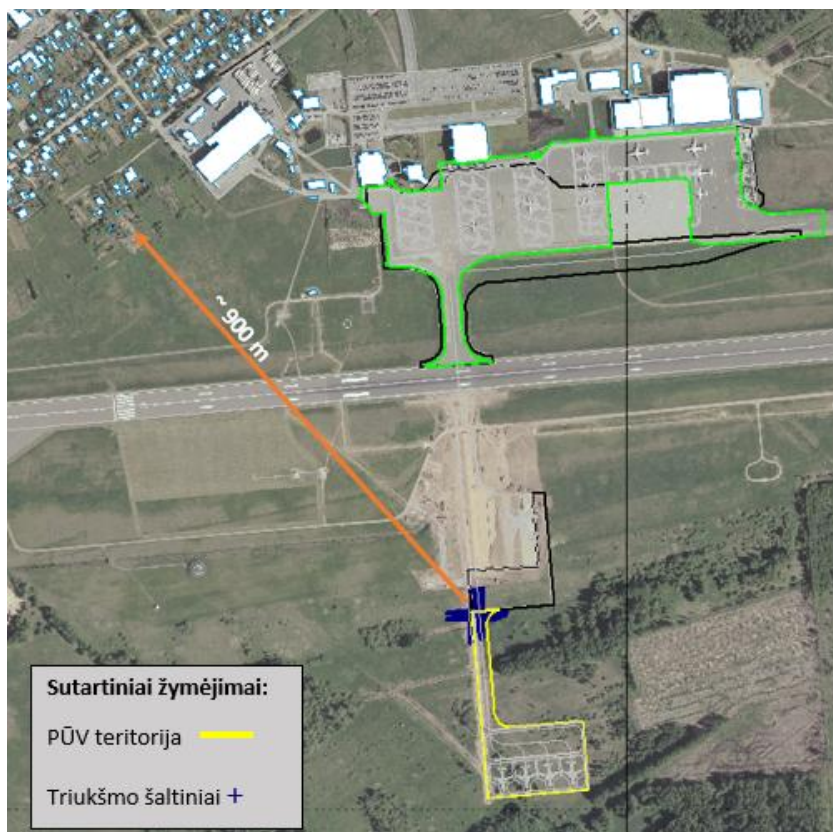 ~ 900 m
Sutartiniai žymėjimai:
PŪV teritorija
Triukšmo šaltiniai +